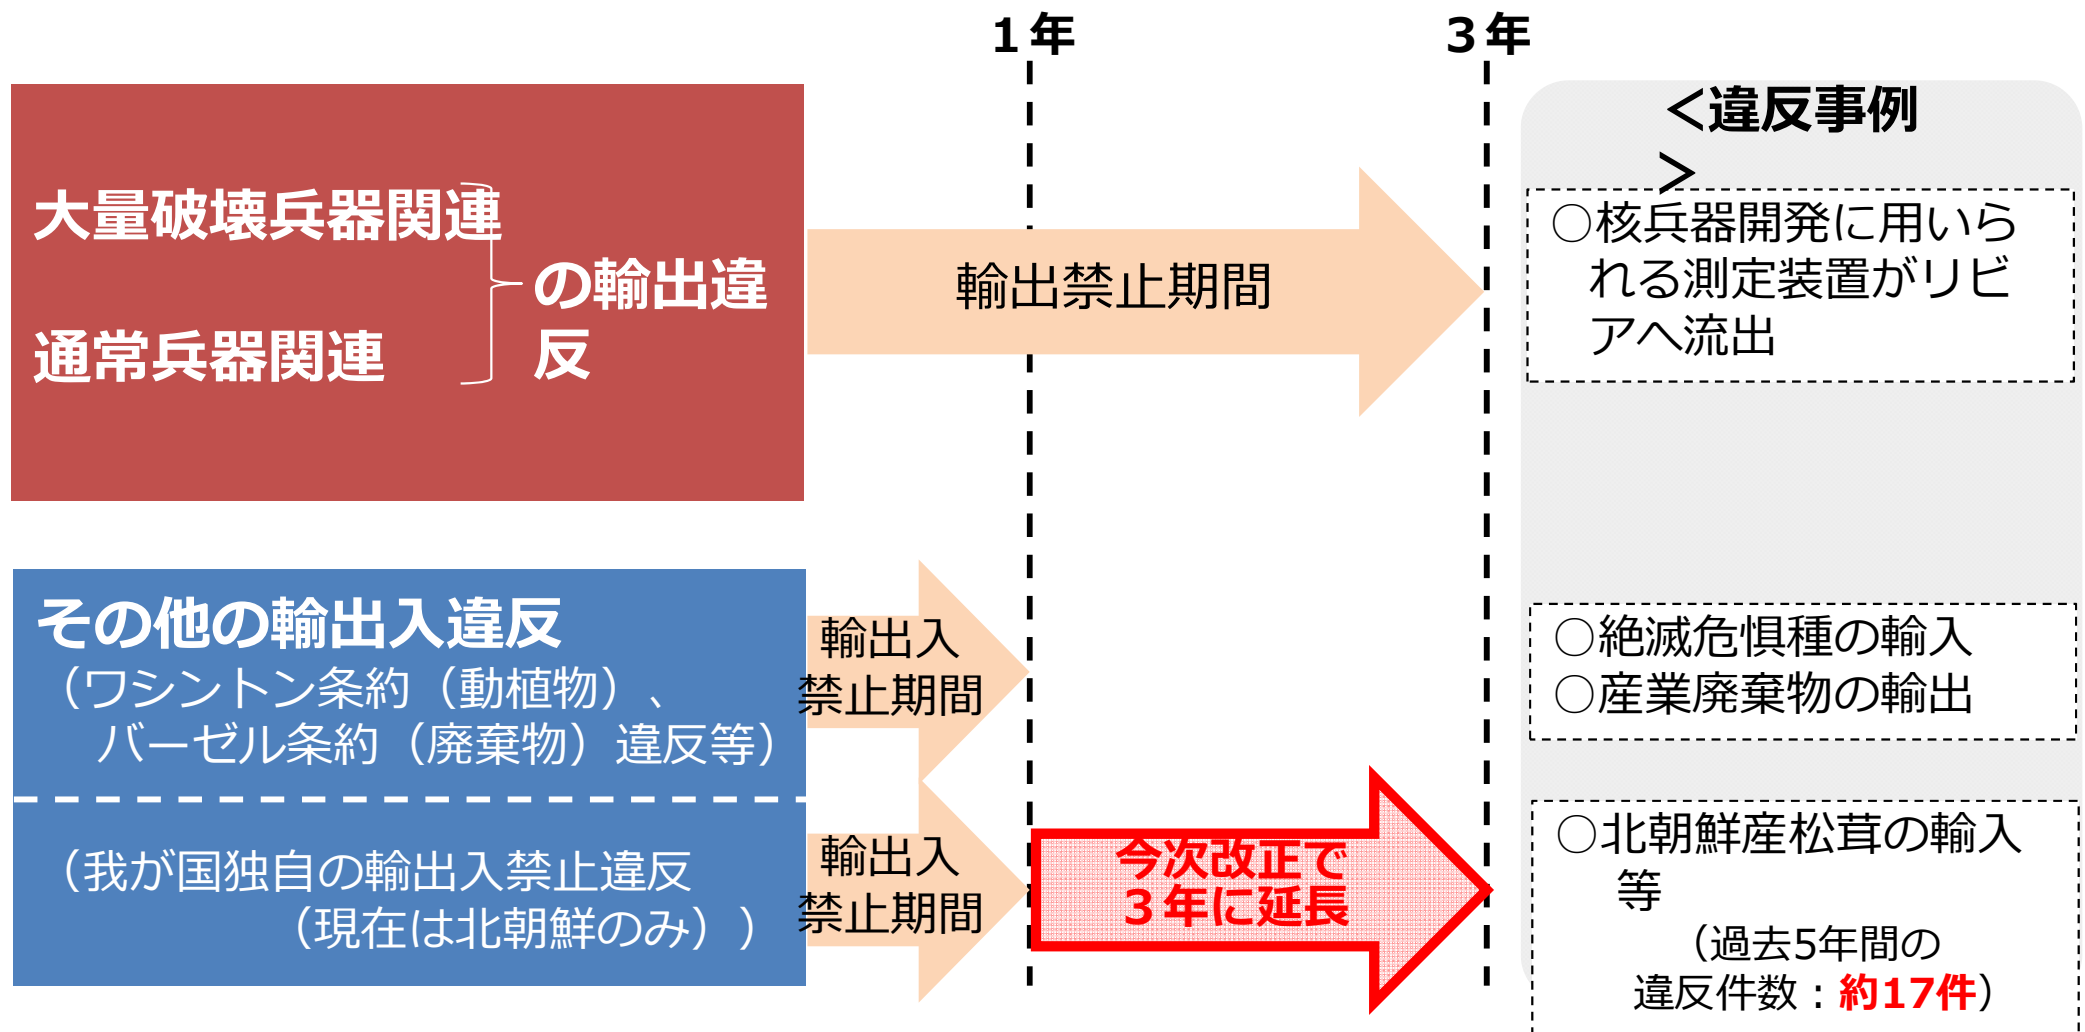 １年
３年
大量破壊兵器関連
通常兵器関連
の輸出違
反
輸出禁止期間
＜違反事例
＞
○核兵器開発に用いら
れる測定装置がリビ
アへ流出
その他の輸出入違反
（ワシントン条約（動植物）、
バーゼル条約（廃棄物）違反等）
輸出入
禁止期間
○絶滅危惧種の輸入
○産業廃棄物の輸出
（我が国独自の輸出入禁止違反
（現在は北朝鮮のみ））
輸出入
禁止期間
今次改正で
３年に延長
○北朝鮮産松茸の輸入
等
（過去5年間の
違反件数：約17件）